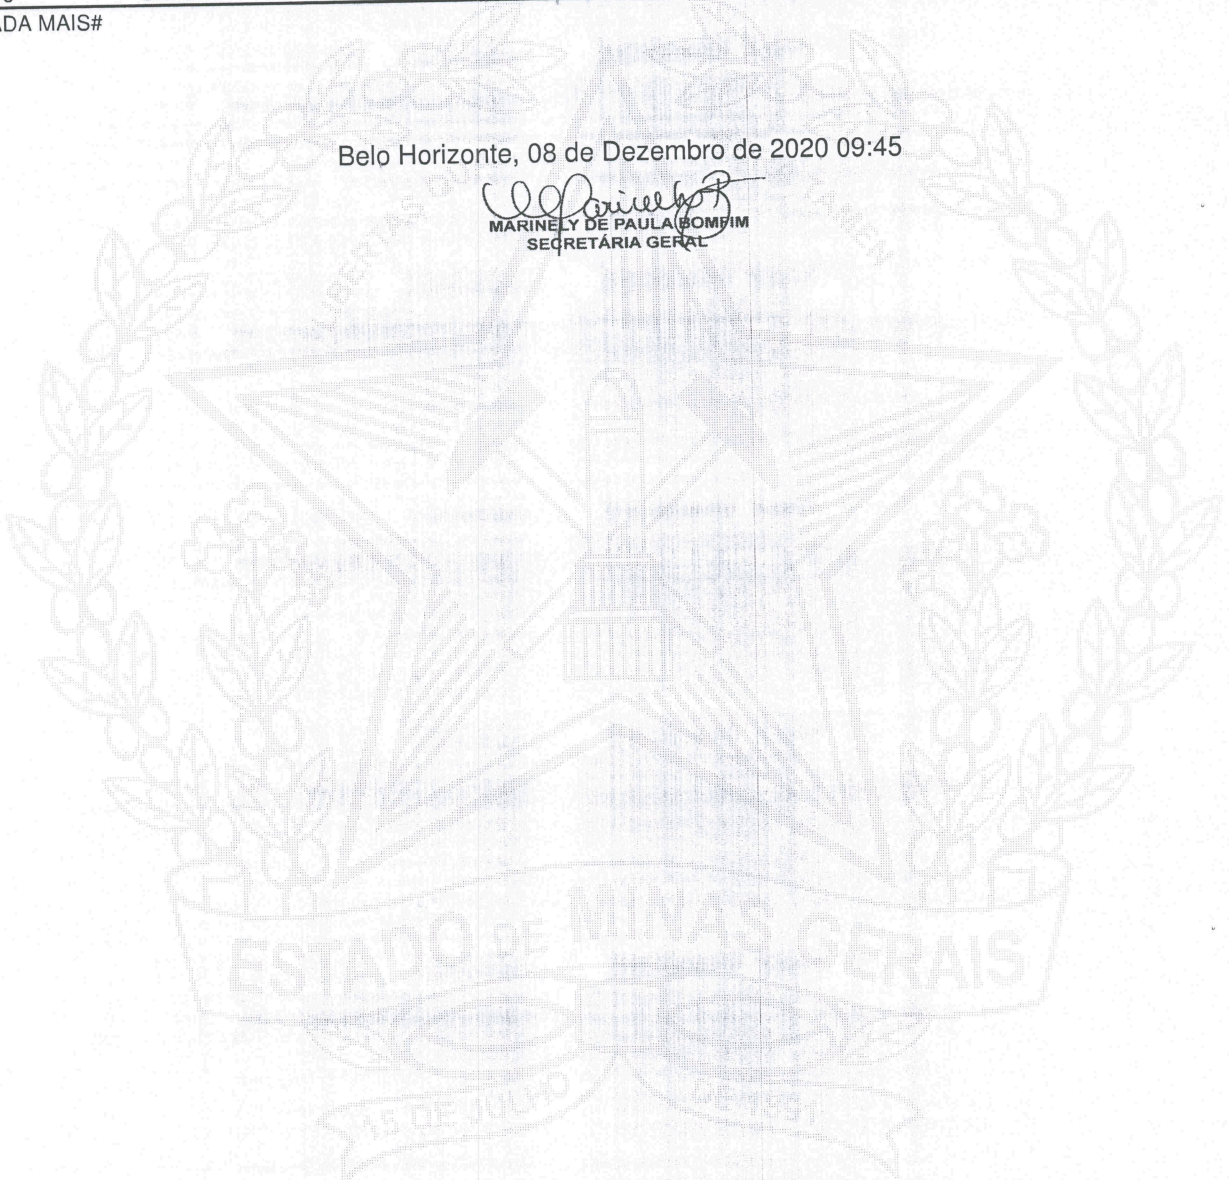 ADA MAIS#
Belo Horizonte, 08 de Dezembro de 2020 09:45
MARINELY DE PAULA BOMFIM
SECRETÁRIA GERAL
ESTADO DE MINAS GERAIS
15 DE JULHO DE 1891